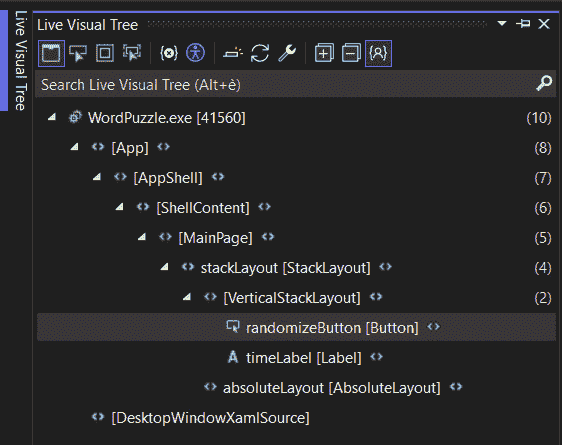 Live Visual Tree
Live Visual Tree
Search Live Visual Tree (Alt+è)
WordPuzzle.exe [41560] (10)
[App] (8)
[AppShell] (7)
[ShellContent] (6)
[MainPage] (5)
stackLayout [StackLayout] (4)
[VerticalStackLayout] (2)
randomizeButton [Button]
A timeLabel [Label]
absoluteLayout [AbsoluteLayout]
[DesktopWindowXamlSource]